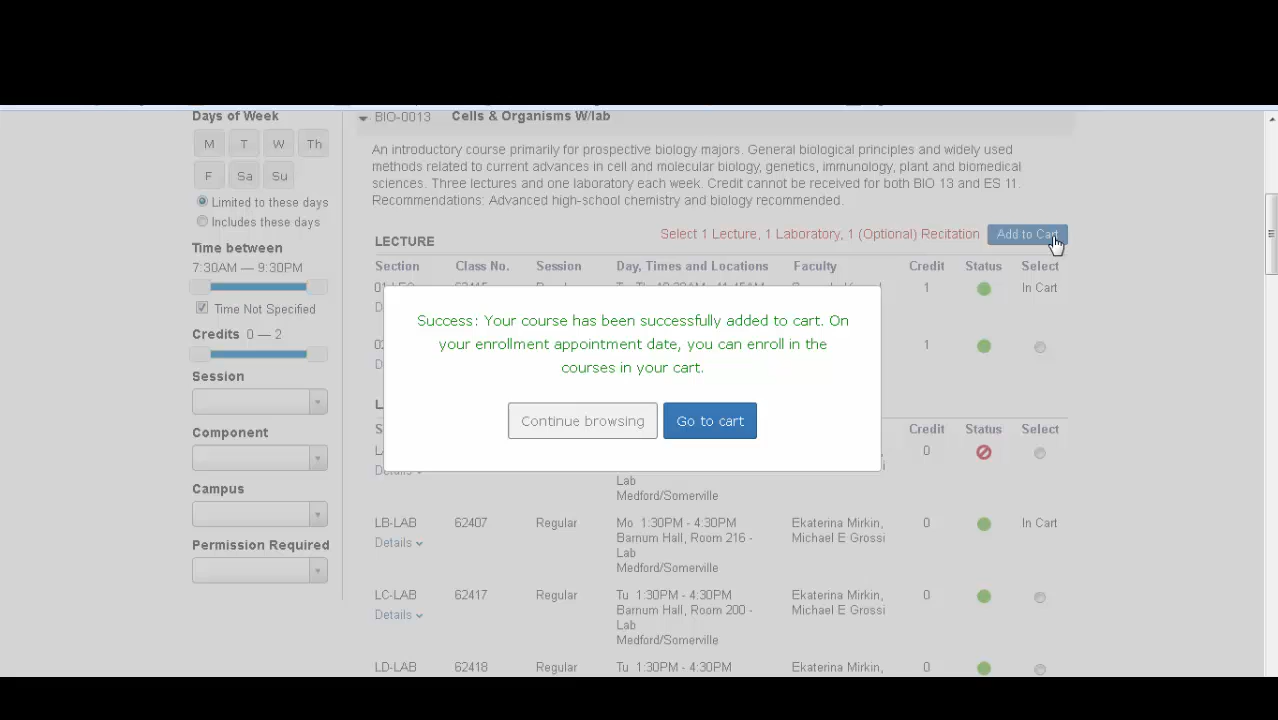 Days of Week
M T W Th
F Sa Su
Limited to these days
Includes these days
Time between
7:30AM — 9:30PM
Time Not Specified
Credits 0 — 2
Session
Component
Campus
Permission Required
BIO-0013 Cells & Organisms W/lab
An introductory course primarily for prospective biology majors. General biological principles and widely used
methods related to current advances in cell and molecular biology, genetics, immunology, plant and biomedical
sciences. Three lectures and one laboratory each week. Credit cannot be received for both BIO 13 and ES 11.
Recommendations: Advanced high-school chemistry and biology recommended.
Select 1 Lecture, 1 Laboratory, 1 (Optional) Recitation Add to Cart
LECTURE
Section Class No. Session Day, Times and Locations Faculty Credit Status Select
1 In Cart
1
Success: Your course has been successfully added to cart. On
your enrollment appointment date, you can enroll in the
courses in your cart.
Continue browsing Go to cart
Credit Status Select
0
Details
Lab
Medford/Somerville
LB-LAB 62407 Regular Mo 1:30PM - 4:30PM Ekaterina Mirkin, 0 In Cart
Details Barnum Hall, Room 216 - Michael E Grossi
Lab
Medford/Somerville
LC-LAB 62417 Regular Tu 1:30PM - 4:30PM Ekaterina Mirkin, 0
Details Barnum Hall, Room 200 - Michael E Grossi
Lab
Medford/Somerville
LD-LAB 62418 Regular Tu 1:30PM - 4:30PM Ekaterina Mirkin, 0